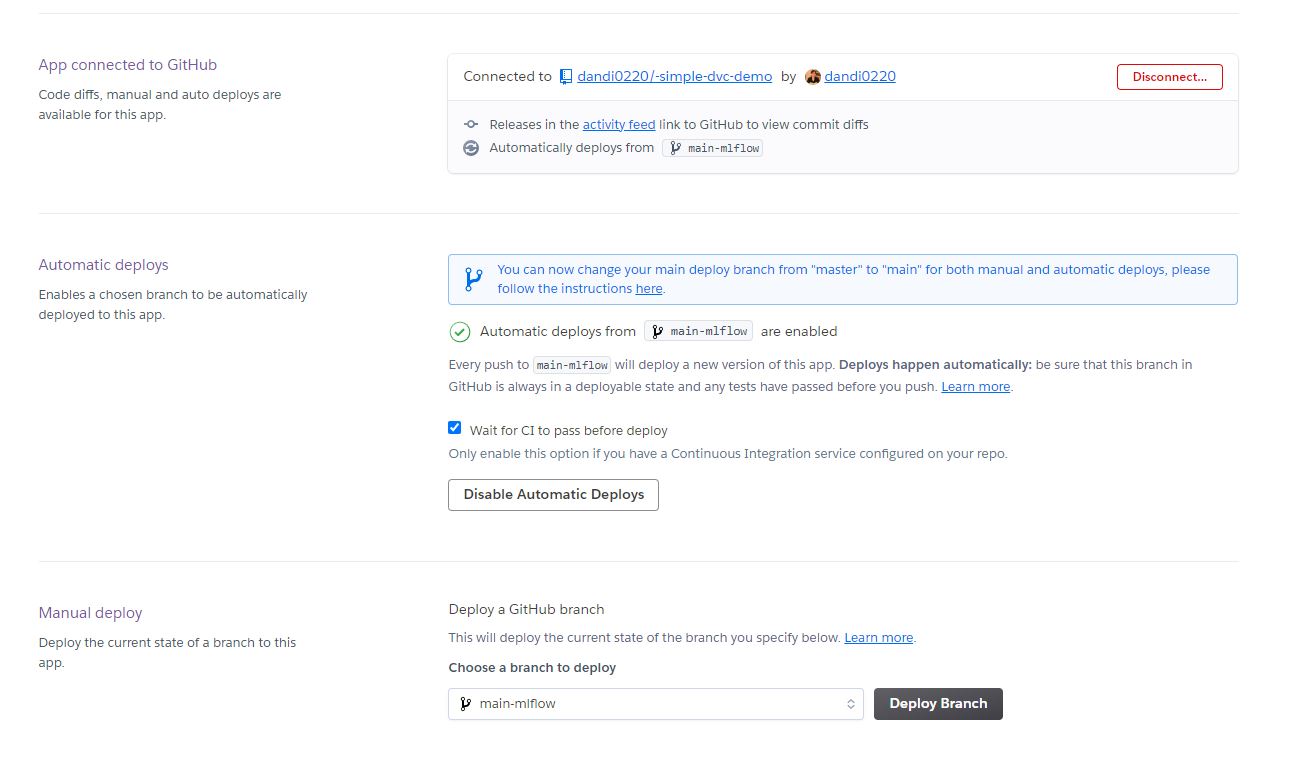 App connected to GitHub
Code diffs, manual and auto deploys are
available for this app.
Connected to dandi0220/-simple-dvc-demo by dandi0220
Disconnect...
Releases in the activity feed link to GitHub to view commit diffs
Automatically deploys from main-mlflow
Automatic deploys
Enables a chosen branch to be automatically
deployed to this app.
You can now change your main deploy branch from "master" to "main" for both manual and automatic deploys, please
follow the instructions here.
Automatic deploys from main-mlflow are enabled
Every push to main-mlflow will deploy a new version of this app. Deploys happen automatically: be sure that this branch in
GitHub is always in a deployable state and any tests have passed before you push. Learn more.
Wait for CI to pass before deploy
Only enable this option if you have a Continuous Integration service configured on your repo.
Disable Automatic Deploys
Manual deploy
Deploy the current state of a branch to this
app.
Deploy a GitHub branch
This will deploy the current state of the branch you specify below. Learn more.
Choose a branch to deploy
main-mlflow
Deploy Branch